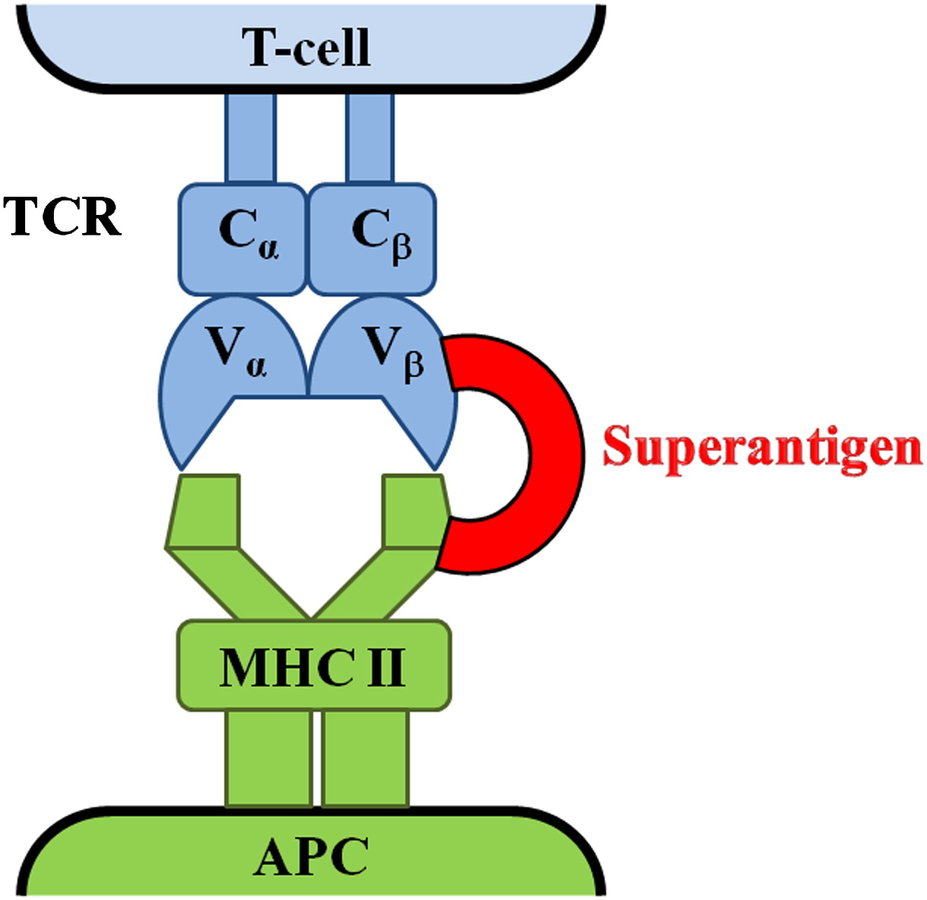 T-cell
TCR
Cα Cβ
Vα Vβ
Superantigen
MHC II
APC